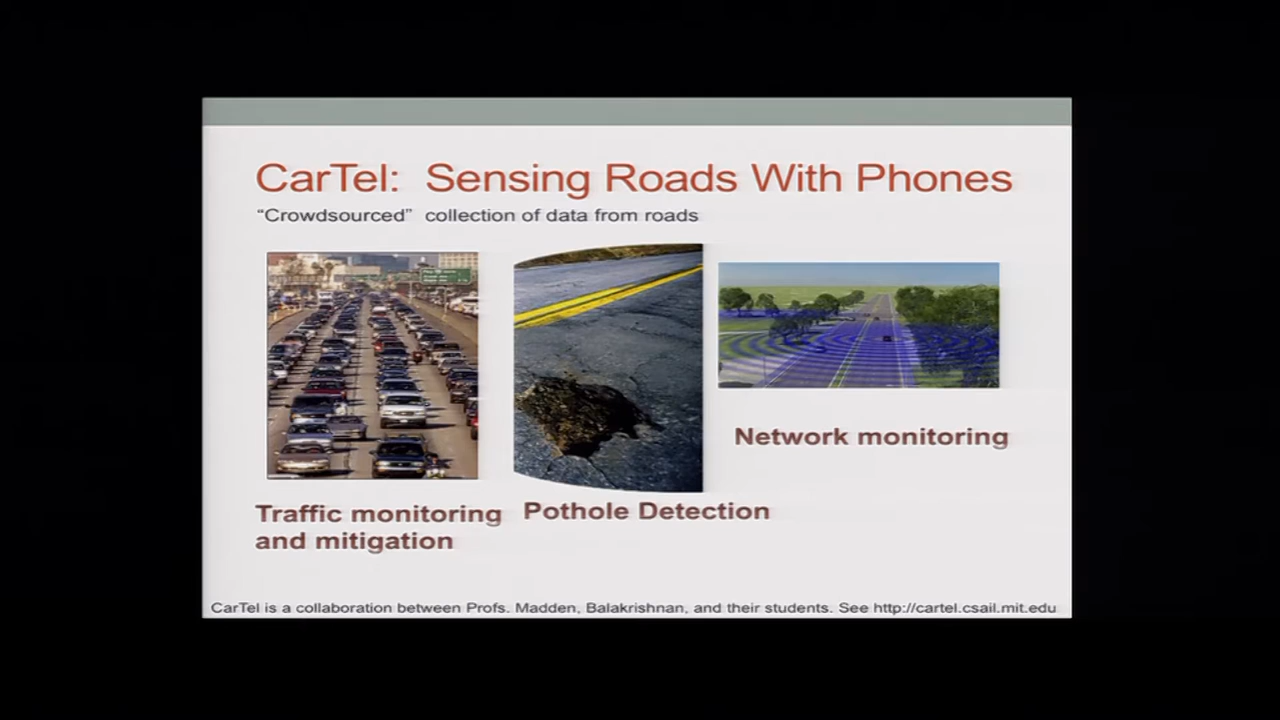 CarTel: Sensing Roads With Phones
“Crowdsourced” collection of data from roads
Network monitoring
Traffic monitoring
and mitigation
Pothole Detection
CarTel is a collaboration between Profs. Madden, Balakrishnan, and their students. See http://cartel.csail.mit.edu